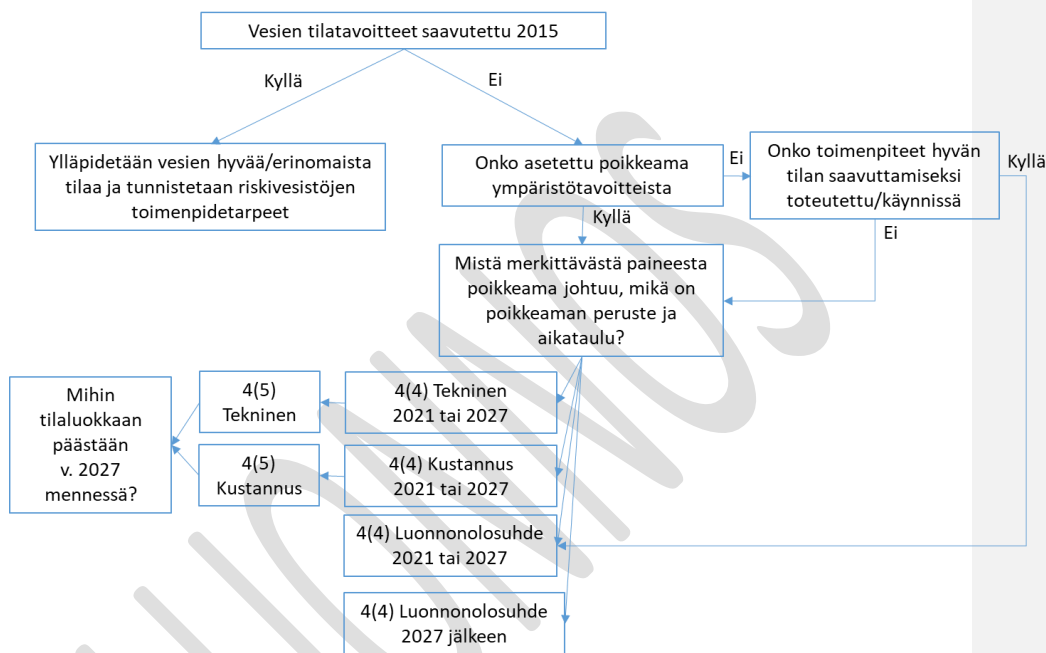 Vesien tilatavoitteet saavutettu 2015
Kyllä
Ei
Ylläpidetään vesien hyvää/erinomaista
tilaa ja tunnistetaan riskivesistöjen
toimenpidetarpeet
Onko asetettu poikkeama
ympäristötavoitteista
Ei
Onko toimenpiteet hyvän
tilan saavuttamiseksi
toteutettu/käynnissä
Kyllä
Kyllä
Ei
Mistä merkittävästä paineesta
poikkeama johtuu, mikä on
poikkeaman peruste ja
aikataulu?
Mihin
tilaluokkaan
päästään
v. 2027
mennessä?
4(5)
Tekninen
4(4) Tekninen
2021 tai 2027
4(5)
Kustannus
4(4) Kustannus
2021 tai 2027
4(4) Luonnonolosuhde
2021 tai 2027
4(4) Luonnonolosuhde
2027 jälkeen
LUONNOS